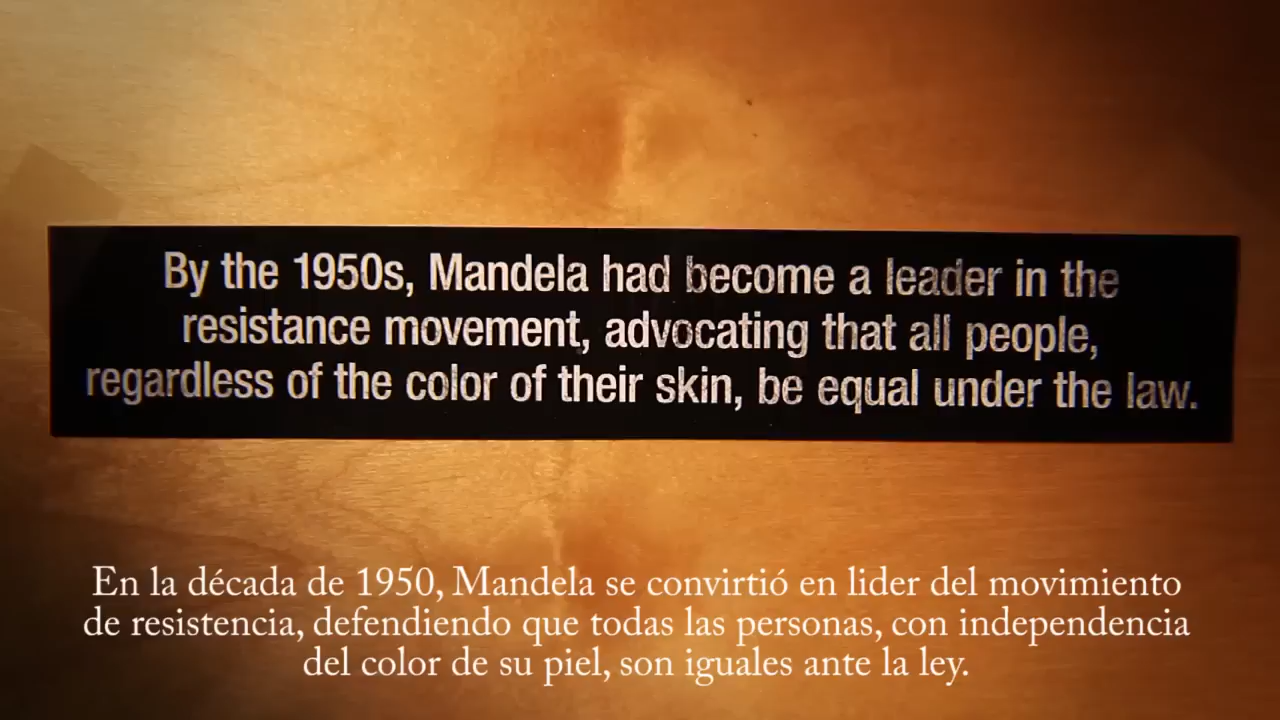 By the 1950s, Mandela had become a leader in the
resistance movement, advocating that all people,
regardless of the color of their skin, be equal under the law.
En la década de 1950, Mandela se convirtió en lider del movimiento
de resistencia, defendiendo que todas las personas, con independencia
del color de su piel, son iguales ante la ley.